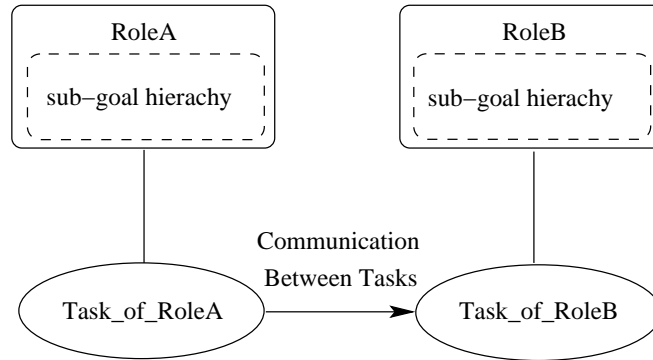 RoleA
sub−goal hierachy
RoleB
sub−goal hierachy
Communication
Between Tasks
Task_of_RoleA
Task_of_RoleB